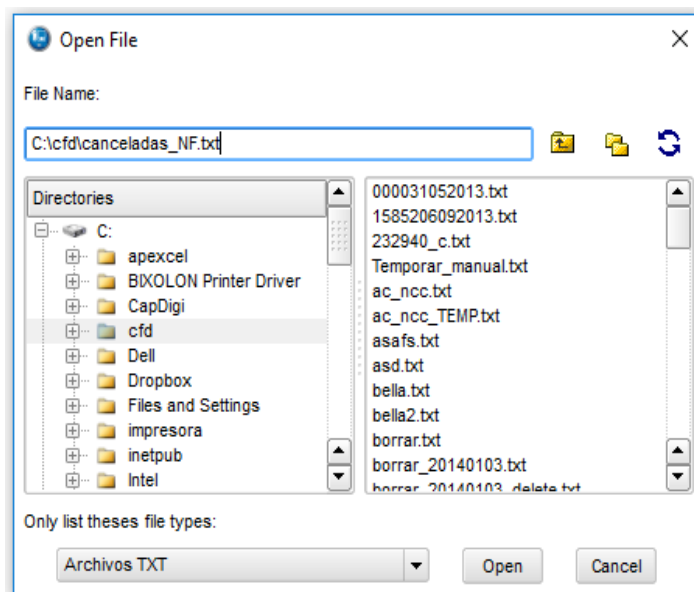 Open File
File Name:
C:\cfd\canceladas_NF.txt
Directories
C:
apexcel
BIXOLON Printer Driver
CapDigi
cfd
Dell
Dropbox
Files and Settings
impresora
inetpub
Intel
000031052013.txt
1585206092013.txt
232940_c.txt
Temporar_manual.txt
ac_ncc.txt
ac_ncc_TEMP.txt
asafs.txt
asd.txt
bella.txt
bella2.txt
borrar.txt
borrar_20140103.txt
borrar_20140103_delete.txt
Only list theses file types:
Archivos TXT
Open
Cancel